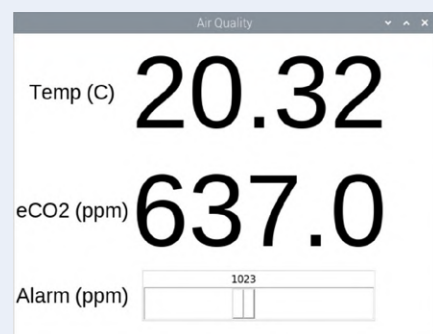 Air Quality
Temp (C) 20.32
eCO2 (ppm) 637.0
1023
Alarm (ppm)